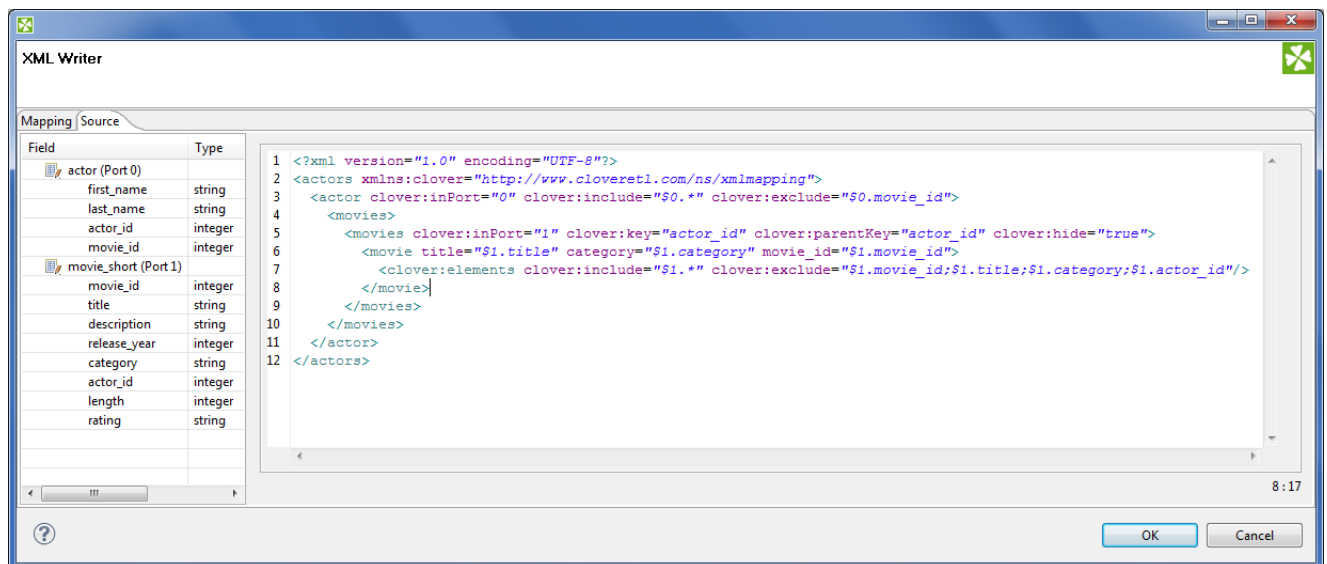 XML Writer
Mapping Source
Field Type
actor (Port 0)
first_name string
last_name string
actor_id integer
movie_id integer
movie_short (Port 1)
movie_id integer
title string
description string
release_year integer
category string
actor_id integer
length integer
rating string
1 <?xml version="1.0" encoding="UTF-8"?>
2 <actors xmlns:clover="http://www.cloveretl.com/ns/xmlmapping">
3 <actor clover:inPort="0" clover:include="$0.*" clover:exclude="$0.movie_id">
4 <movies>
5 <movies clover:inPort="1" clover:key="actor_id" clover:parentKey="actor_id" clover:hide="true">
6 <movie title="$1.title" category="$1.category" movie_id="$1.movie_id">
7 <clover:elements clover:include="$1.*" clover:exclude="$1.movie_id;$1.title;$1.category;$1.actor_id"/>
8 </movie>
9 </movies>
10 </movies>
11 </actor>
12 </actors>
8 : 17
OK Cancel